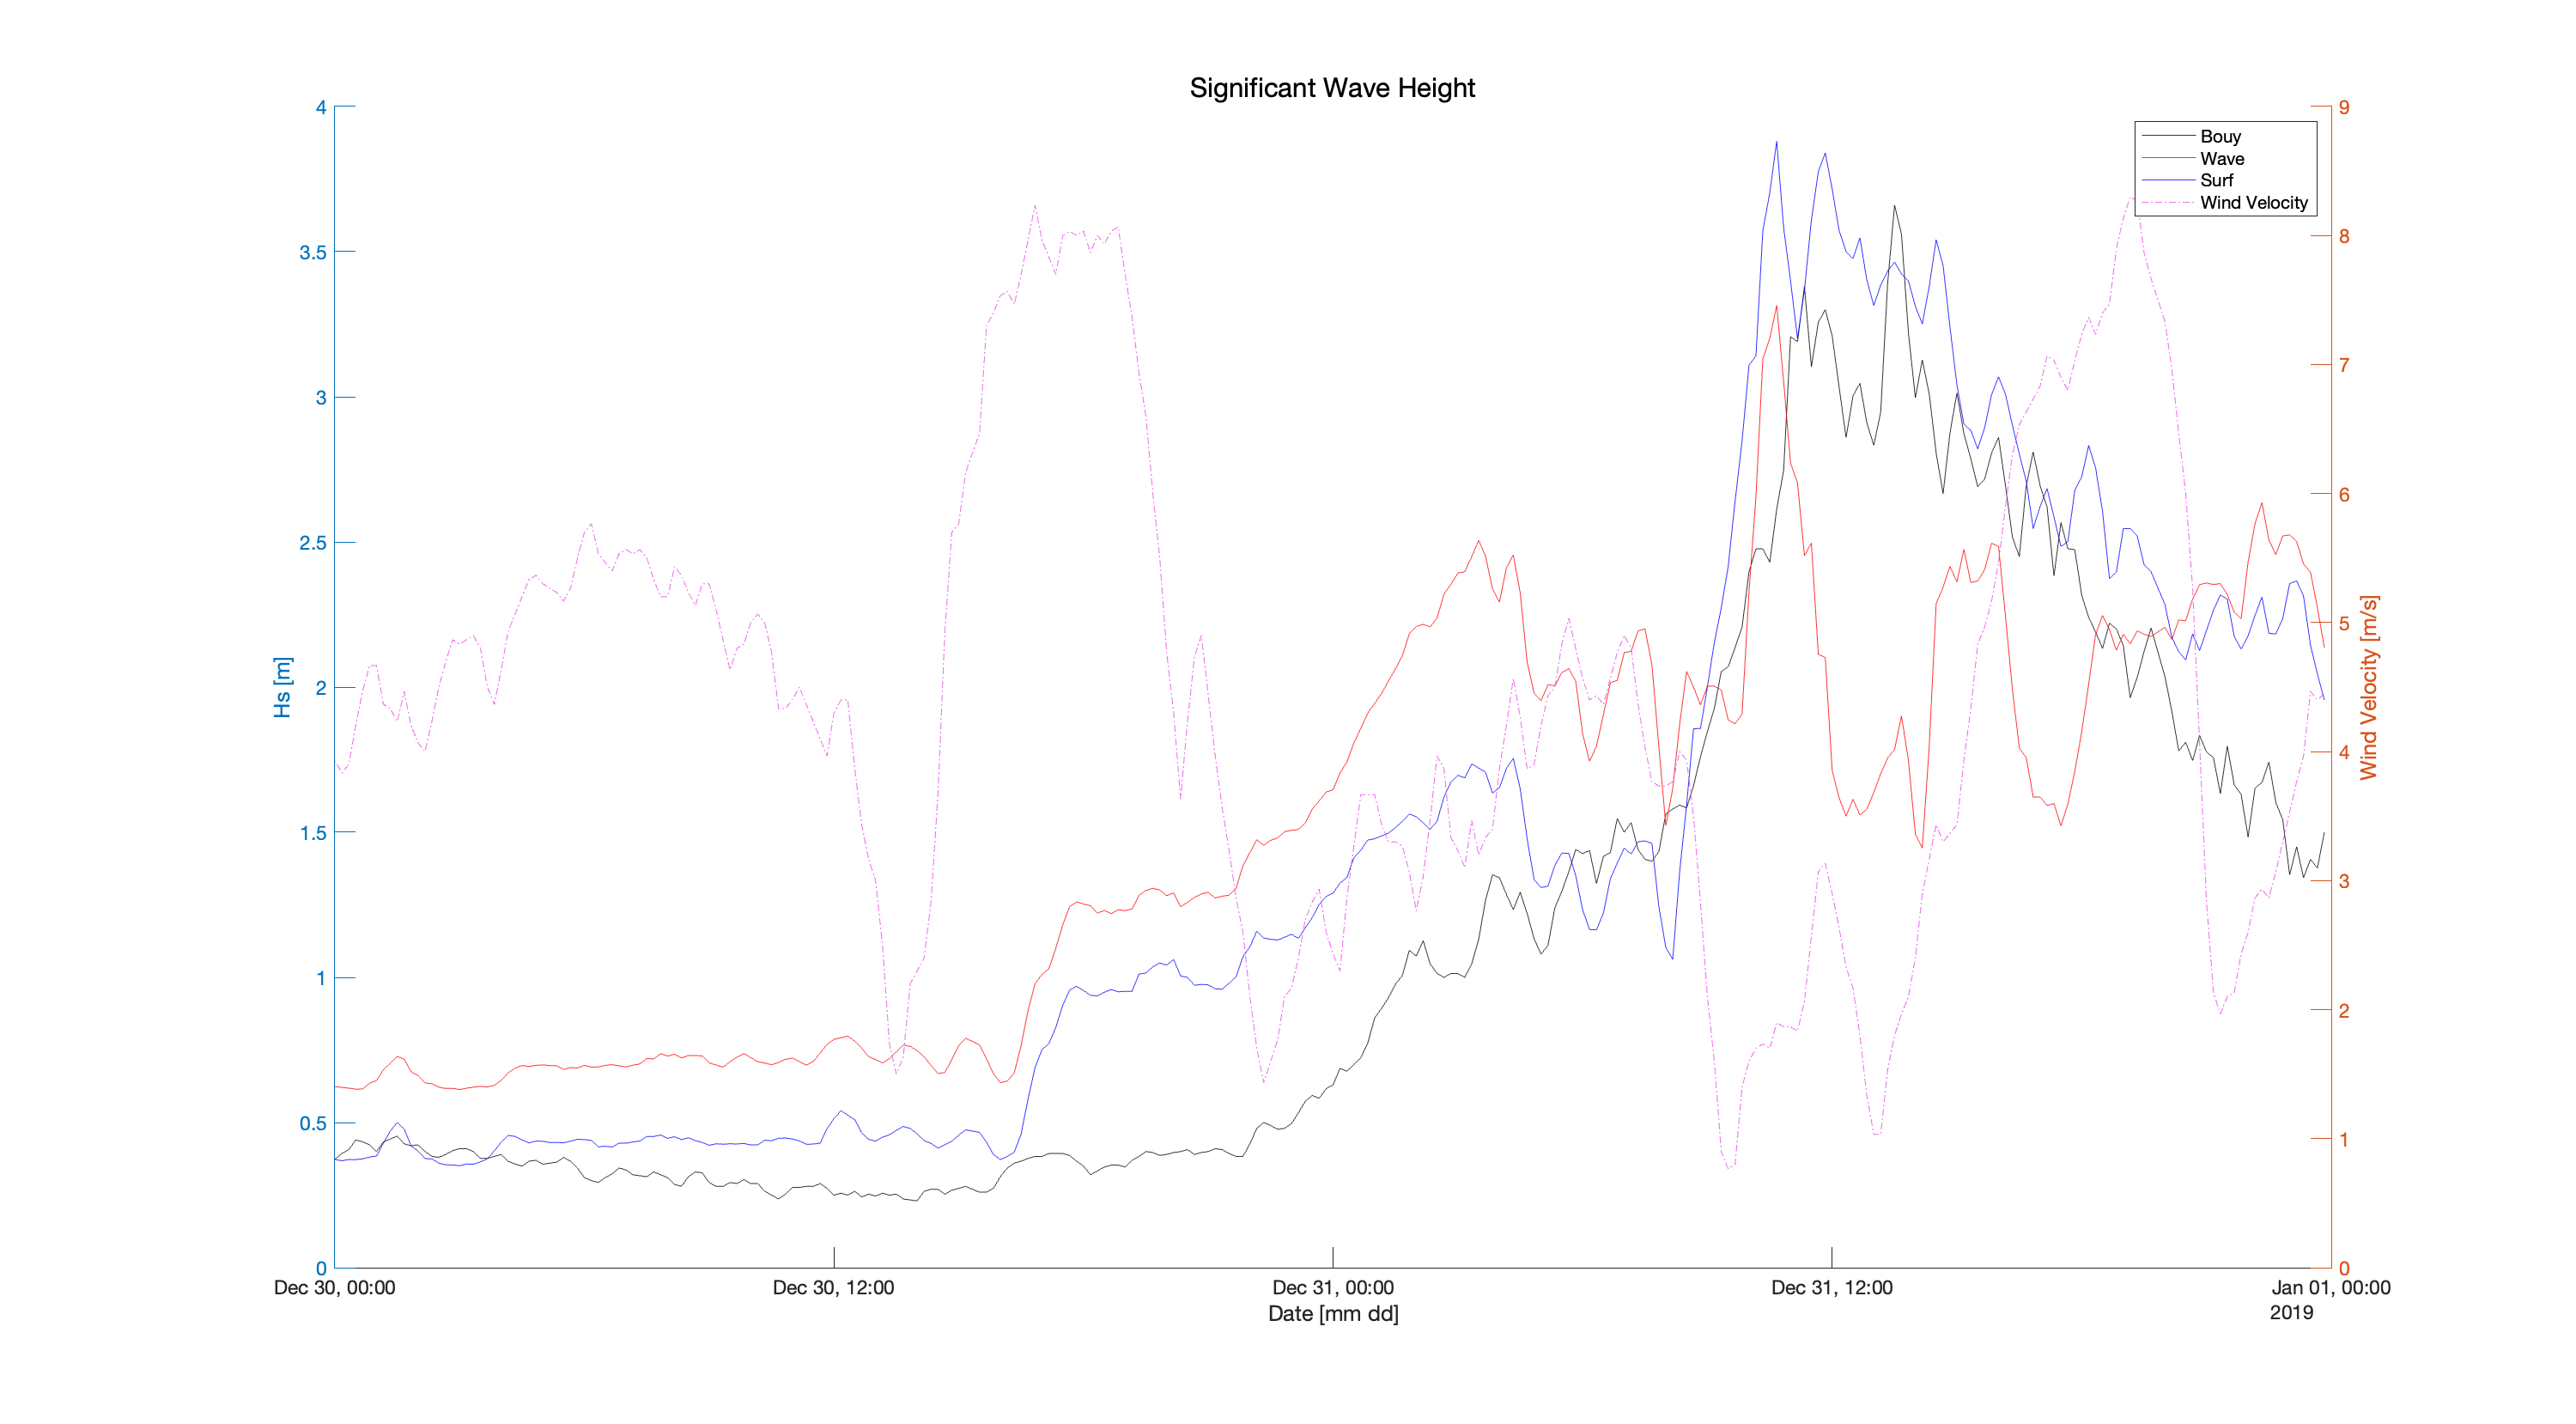 Significant Wave Height
4
3.5
3
2.5
2
1.5
1
0.5
0
Hs [m]
9
8
7
6
5
4
3
2
1
0
Wind Velocity [m/s]
Bouy
Wave
Surf
Wind Velocity
Dec 30, 00:00
Dec 30, 12:00
Dec 31, 00:00
Dec 31, 12:00
Jan 01, 00:00
2019
Date [mm dd]